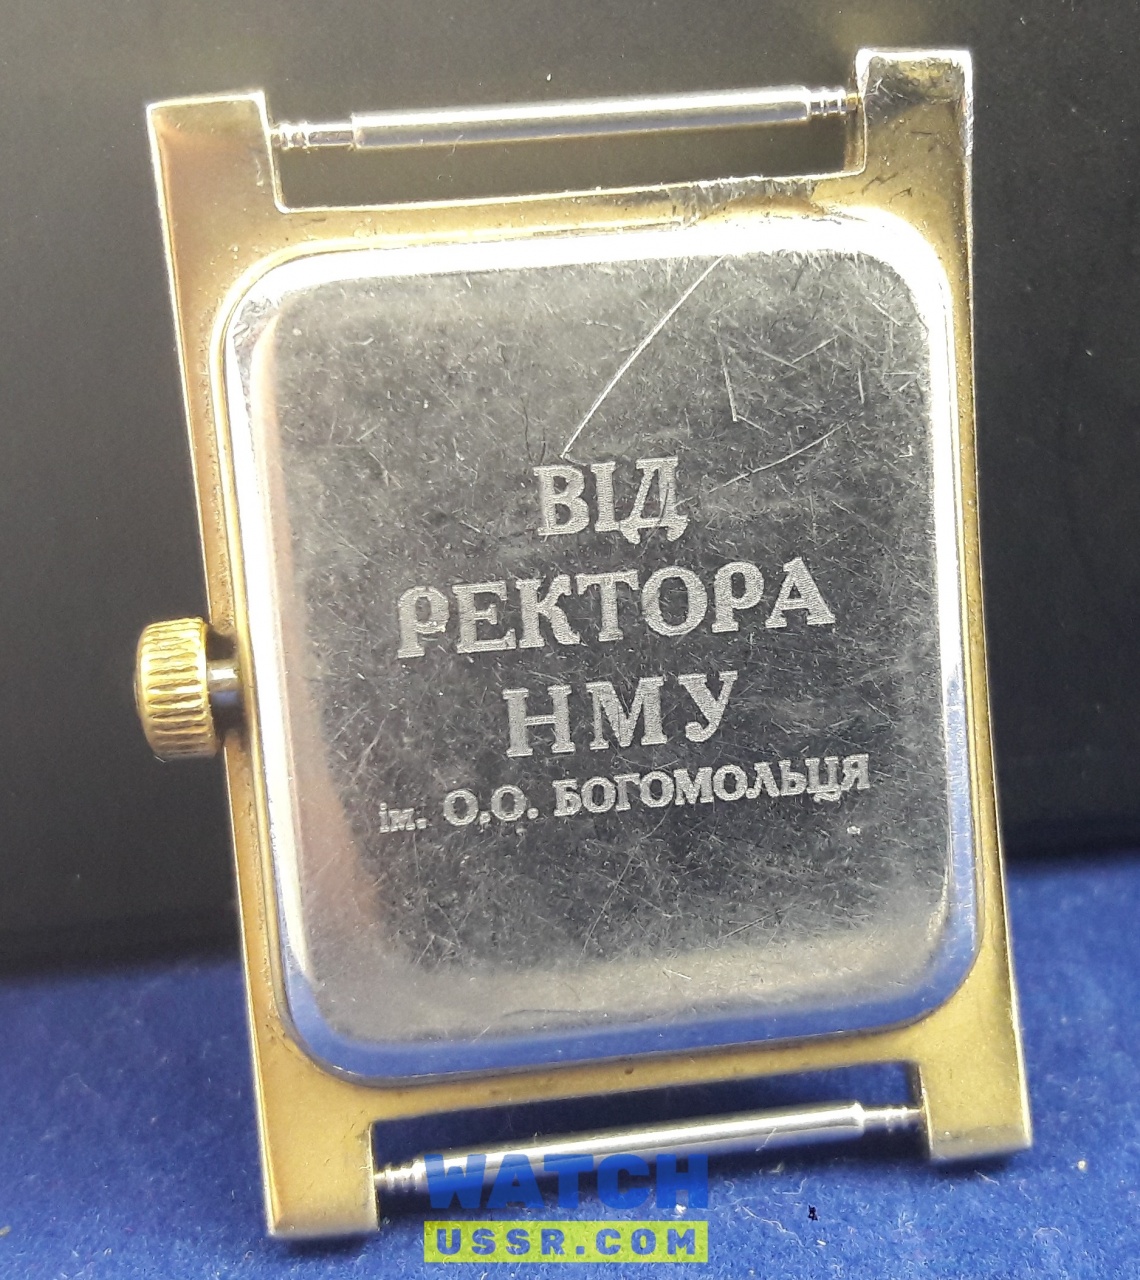 ВІД
РЕКТОРА
НМУ
ім. О.О. БОГОМОЛЬЦЯ
WATCH
USSR.COM